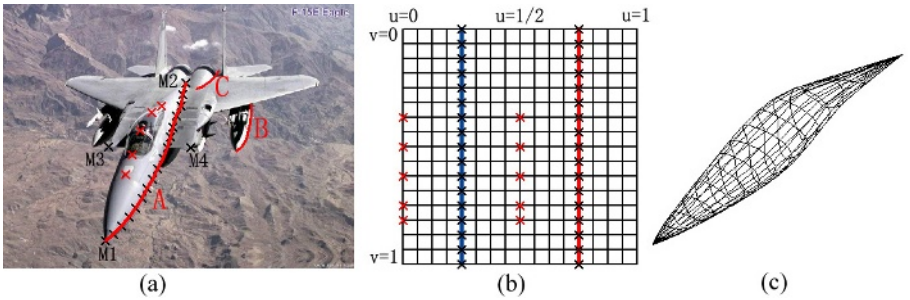 F-15E Eagle
M2
C
B
M3
M4
A
M1
(a)
u=0
u=1/2
u=1
v=0
v=1
(b)
(c)